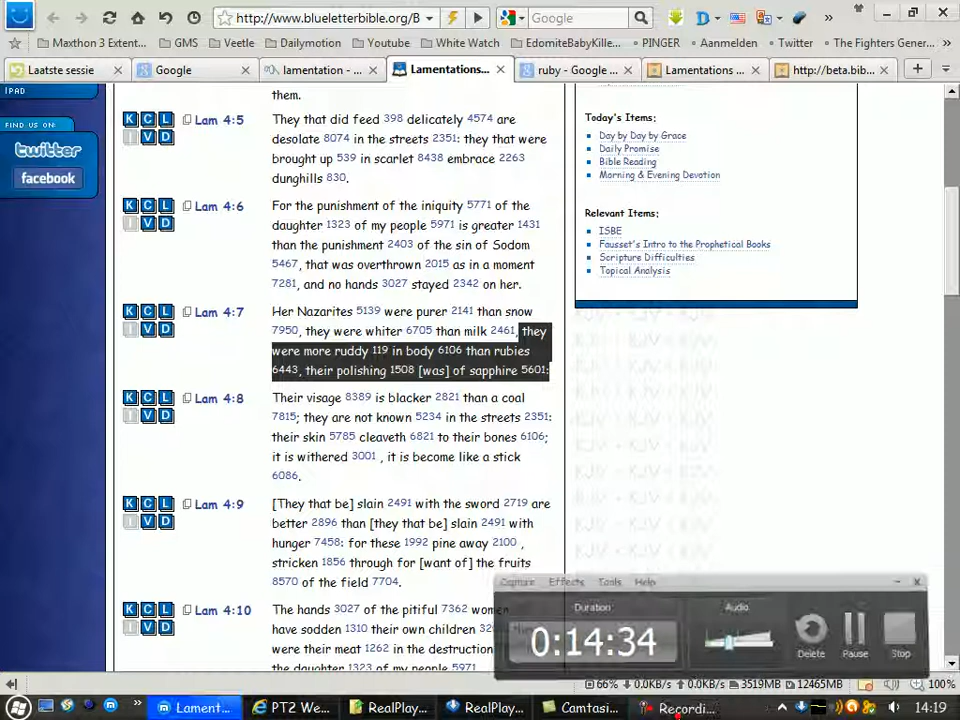 http://www.blueletterbible.org/B
Google
Maxthon 3 Extent...
GMS
Veetle
Dailymotion
Youtube
White Watch
EdomiteBabyKille...
PINGER
Aanmelden
Twitter
The Fighters Gener...
Laatste sessie
Google
lamentation - ...
Lamentations...
ruby - Google ...
Lamentations ...
http://beta.bib...
IPAD
FIND US ON:
twitter
facebook
them.
K C L Lam 4:5
I V D
They that did feed 398 delicately 4574 are
desolate 8074 in the streets 2351: they that were
brought up 539 in scarlet 8438 embrace 2263
dunghills 830.
K C L Lam 4:6
I V D
For the punishment of the iniquity 5771 of the
daughter 1323 of my people 5971 is greater 1431
than the punishment 2403 of the sin of Sodom
5467, that was overthrown 2015 as in a moment
7281, and no hands 3027 stayed 2342 on her.
K C L Lam 4:7
I V D
Her Nazarites 5139 were purer 2141 than snow
7950, they were whiter 6705 than milk 2461, they
were more ruddy 119 in body 6106 than rubies
6443, their polishing 1508 [was] of sapphire 5601:
K C L Lam 4:8
I V D
Their visage 8389 is blacker 2821 than a coal
7815; they are not known 5234 in the streets 2351:
their skin 5785 cleaveth 6821 to their bones 6106;
it is withered 3001 , it is become like a stick
6086.
K C L Lam 4:9
I V D
[They that be] slain 2491 with the sword 2719 are
better 2896 than [they that be] slain 2491 with
hunger 7458: for these 1992 pine away 2100 ,
stricken 1856 through for [want of] the fruits
8570 of the field 7704.
K C L Lam 4:10
I V D
The hands 3027 of the pitiful 7362
have sodden 1310 their own children
were their meat 1262 in the destruction
the daughter 1323 of my people 5971.
Today's Items:
Day by Day by Grace
Daily Promise
Bible Reading
Morning & Evening Devotion
Relevant Items:
ISBE
Fausset's Intro to the Prophetical Books
Scripture Difficulties
Topical Analysis
Capture Effects Tools Help
Duration:
0:14:34
Audio
Delete
Pause
Stop
66% 0.0KB/s 0.0KB/s 3519MB 12465MB
100%
Lament...
PT2 We...
RealPlay...
RealPlay...
Camtasi...
Recordi...
14:19